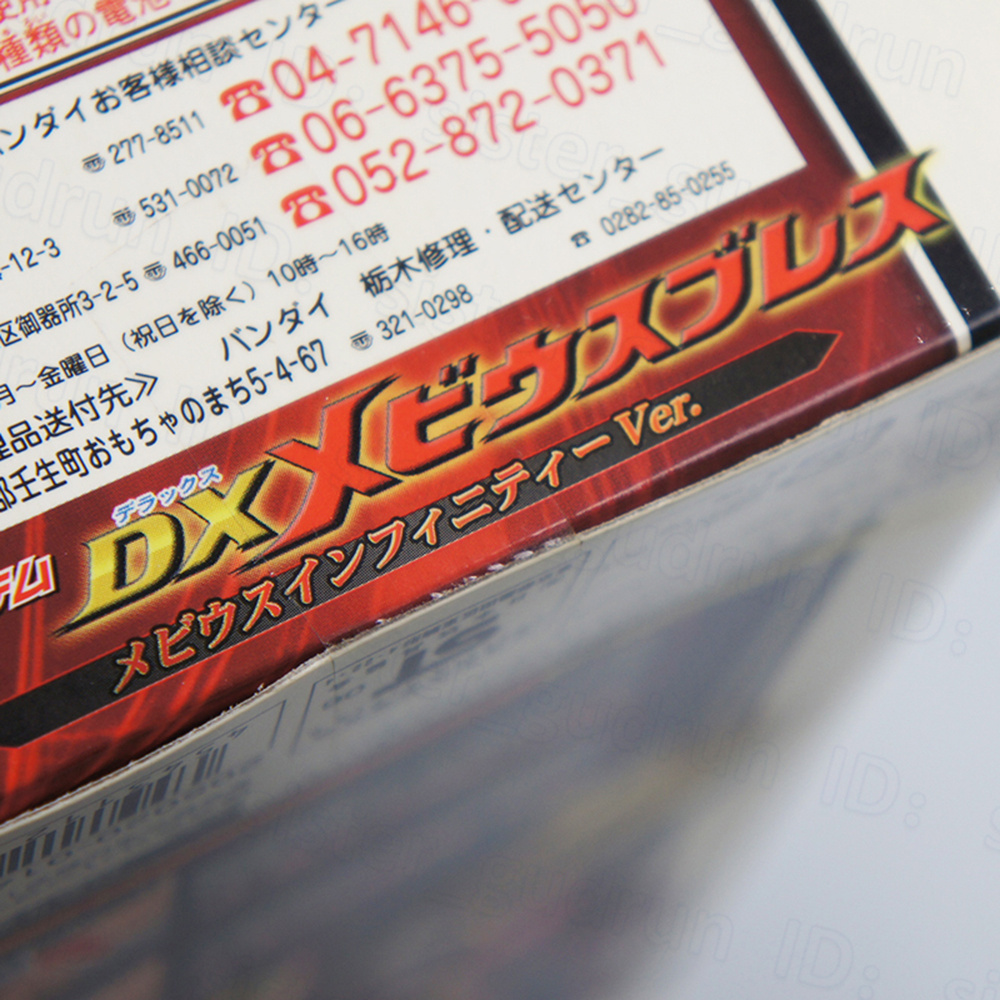 種類の電池
バンダイお客様相談センター
〒277-8511 ☎04-7146-0
〒531-0072 ☎06-6375-5050
-12-3
区御器所3-2-5 〒466-0051 ☎052-872-0371
月～金曜日（祝日を除く）10時～16時
理品送付先≫ バンダイ 栃木修理・配送センター
部壬生町おもちゃのまち5-4-67 〒321-0298 ☎ 0282-85-0255
デラックス
DXメビウスブレス
メビウスインフィニティーVer.